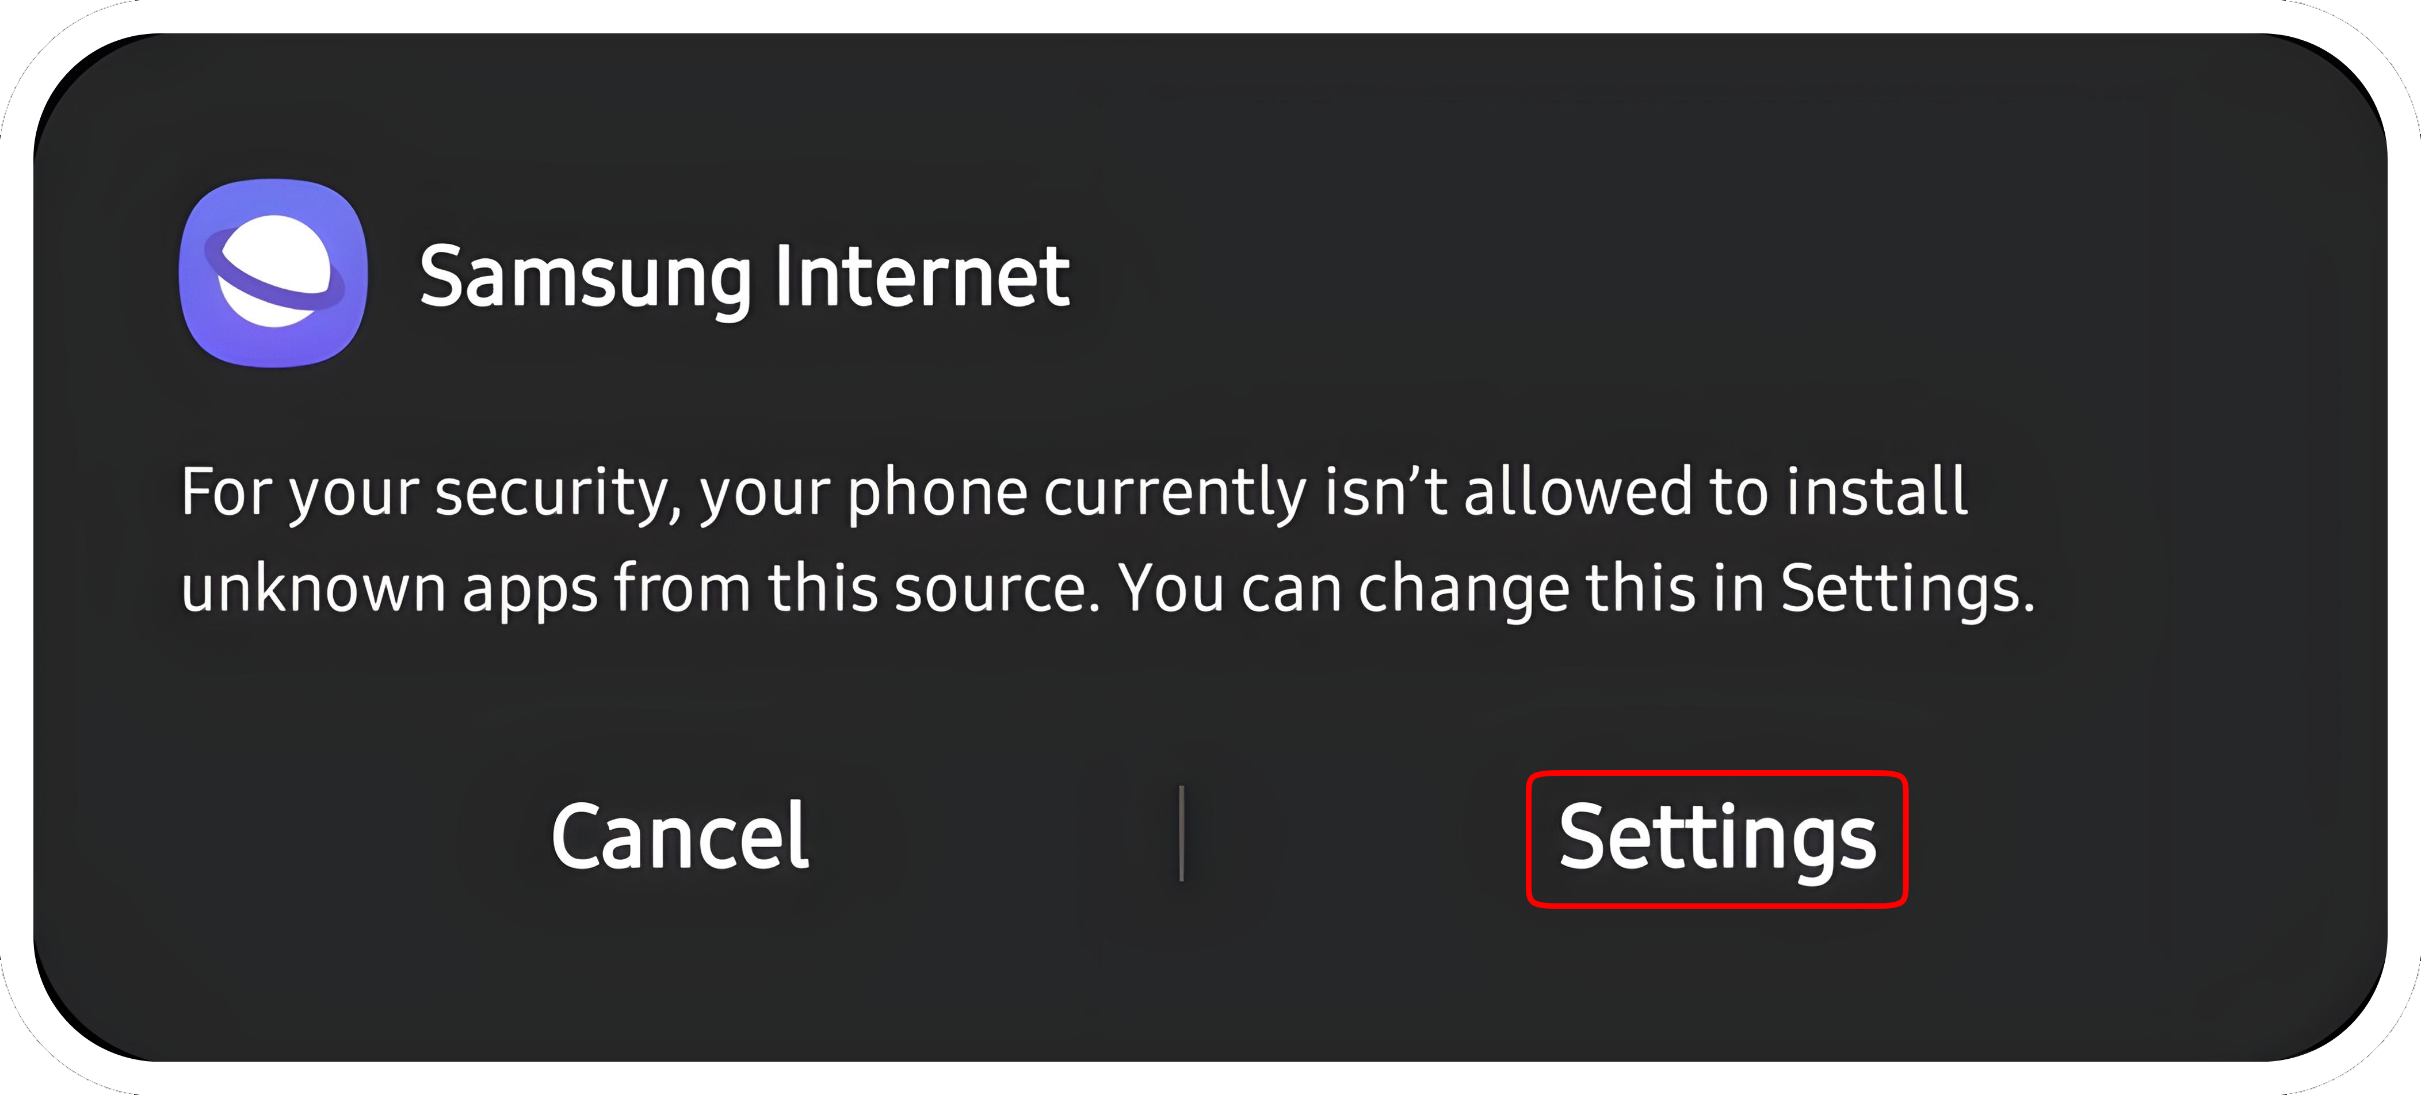 Samsung Internet
For your security, your phone currently isn’t allowed to install
unknown apps from this source. You can change this in Settings.
Cancel
Settings